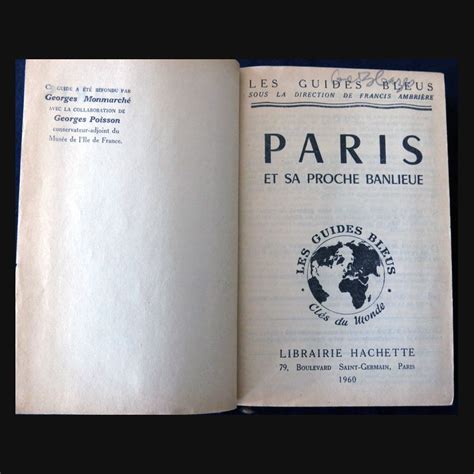 CE GUIDE A ÉTÉ REFONDU PAR
Georges Monmarché
AVEC LA COLLABORATION DE
Georges Poisson
conservateur-adjoint du
Musée de l'Ile de France.
LES GUIDES BLEUS
SOUS LA DIRECTION DE FRANCIS AMBRIÈRE
PARIS
ET SA PROCHE BANLIEUE
LES GUIDES BLEUS
Clés du Monde
LIBRAIRIE HACHETTE
79, BOULEVARD SAINT-GERMAIN, PARIS
1960